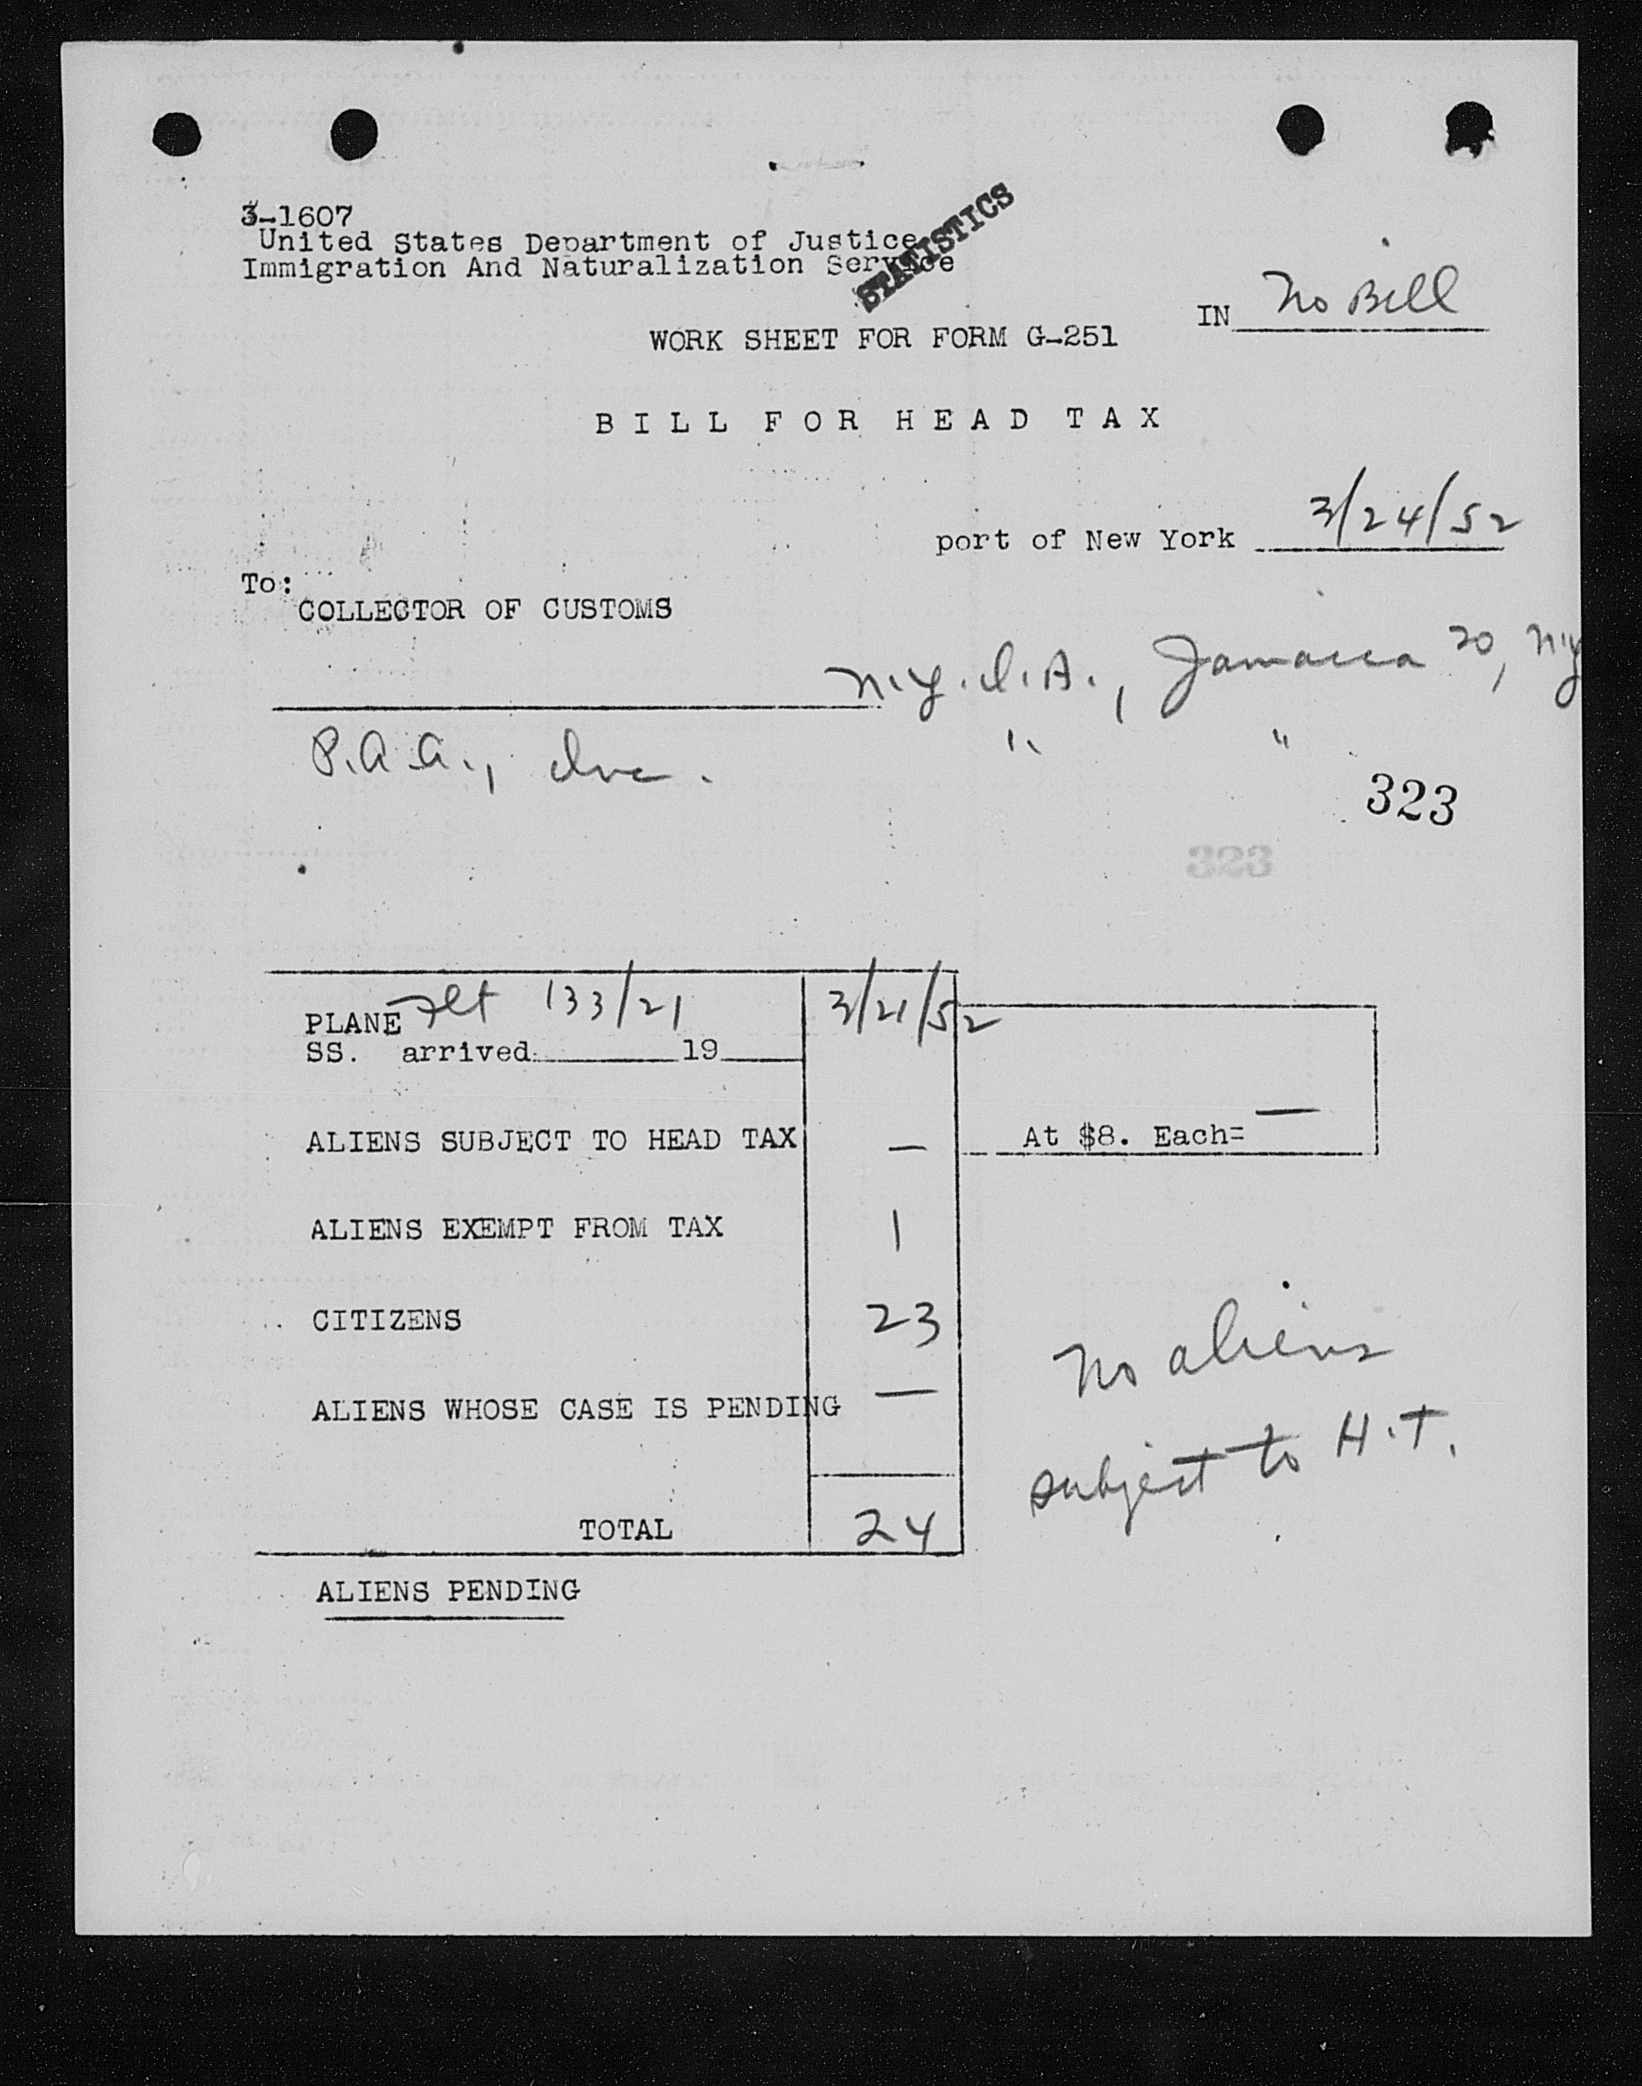 3-1607
United States Department of Justice
Immigration And Naturalization Service
STATISTICS
IN No Bill
WORK SHEET FOR FORM G-251
BILL FOR HEAD TAX
port of New York 3/24/52
To:
COLLECTOR OF CUSTOMS
N.Y.I.A., Jamaica 20, N.Y
P.A.A., Inc. " "
323
323
PLANE Flt 133/21 3/21/52
SS. arrived 19
ALIENS SUBJECT TO HEAD TAX — At $8. Each= —
ALIENS EXEMPT FROM TAX 1
CITIZENS 23
No aliens
ALIENS WHOSE CASE IS PENDING —
subject to H.T.
TOTAL 24
ALIENS PENDING